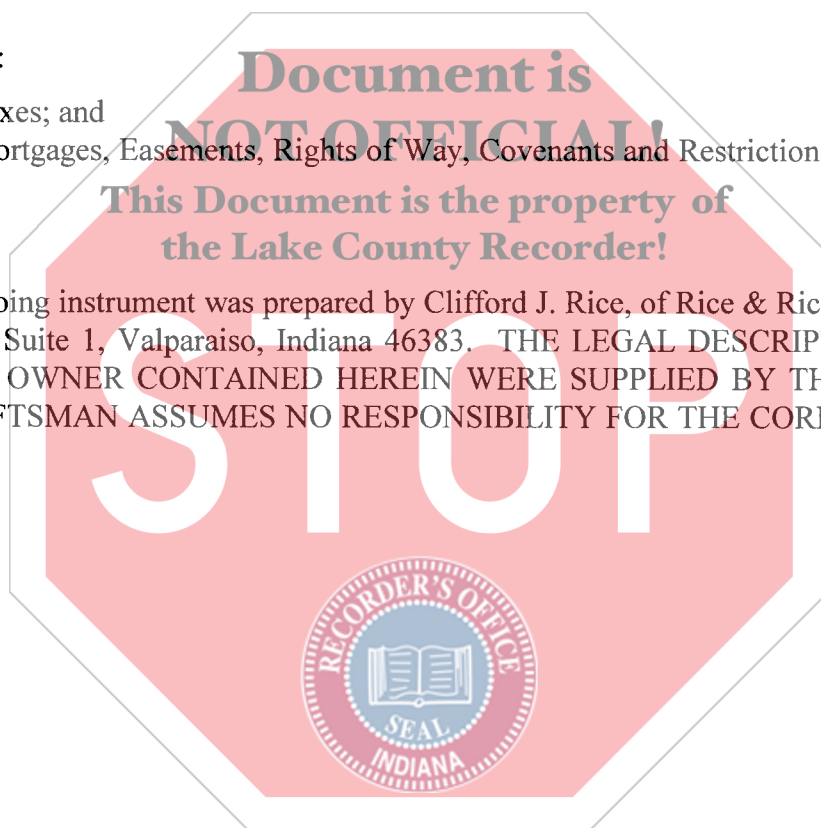 :
Document is
xes; and
NOT OFFICIAL!
ortgages, Easements, Rights of Way, Covenants and Restriction
This Document is the property of
the Lake County Recorder!
oing instrument was prepared by Clifford J. Rice, of Rice & Ric
Suite 1, Valparaiso, Indiana 46383. THE LEGAL DESCRIP
OWNER CONTAINED HEREIN WERE SUPPLIED BY TH
FTSMAN ASSUMES NO RESPONSIBILITY FOR THE COR
STOP
RECORDER'S OFFICE
SEAL
INDIANA